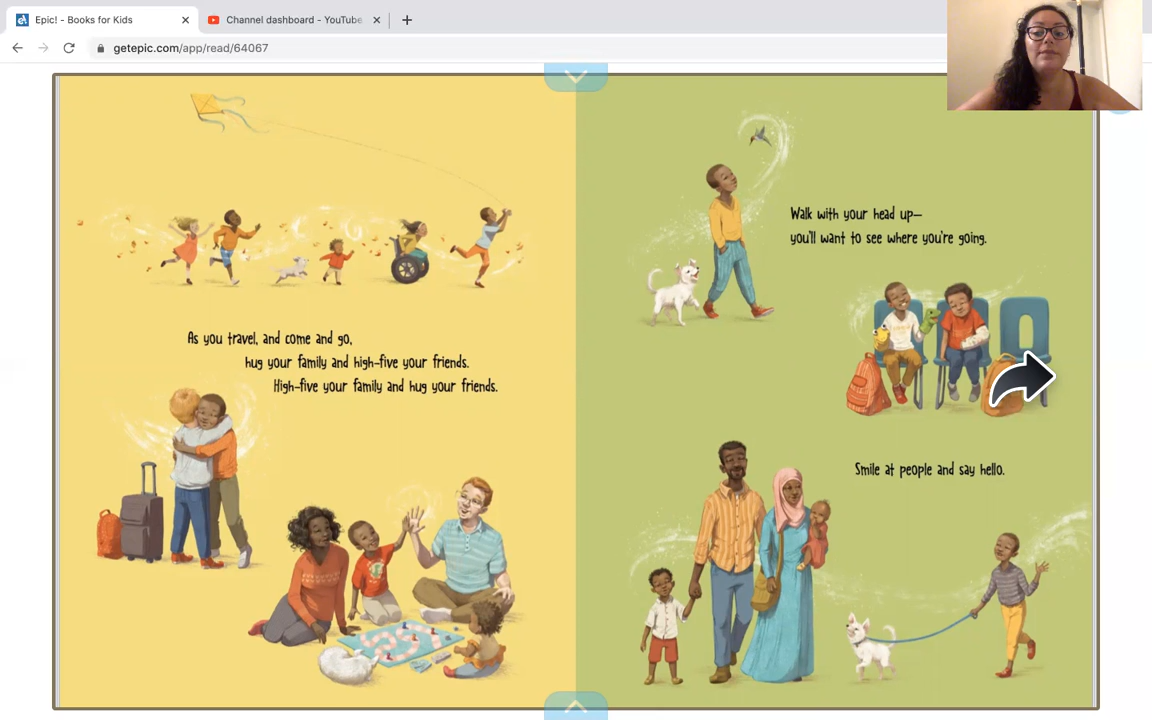 Epic! - Books for Kids
Channel dashboard - YouTube
getepic.com/app/read/64067
As you travel, and come and go,
hug your family and high-five your friends.
High-five your family and hug your friends.
Walk with your head up—
you'll want to see where you're going.
Smile at people and say hello.